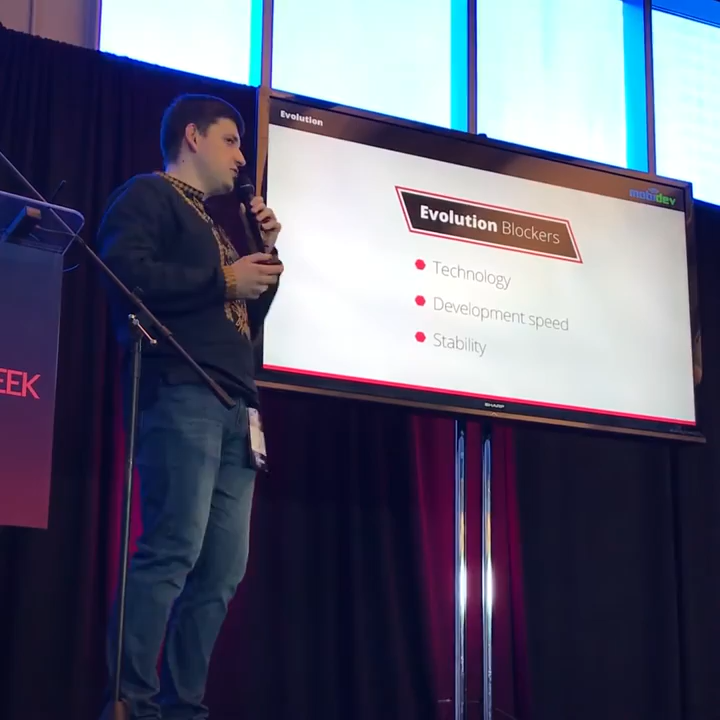 Evolution
mobidev
Evolution Blockers
Technology
Development speed
Stability
SHARP
EEK